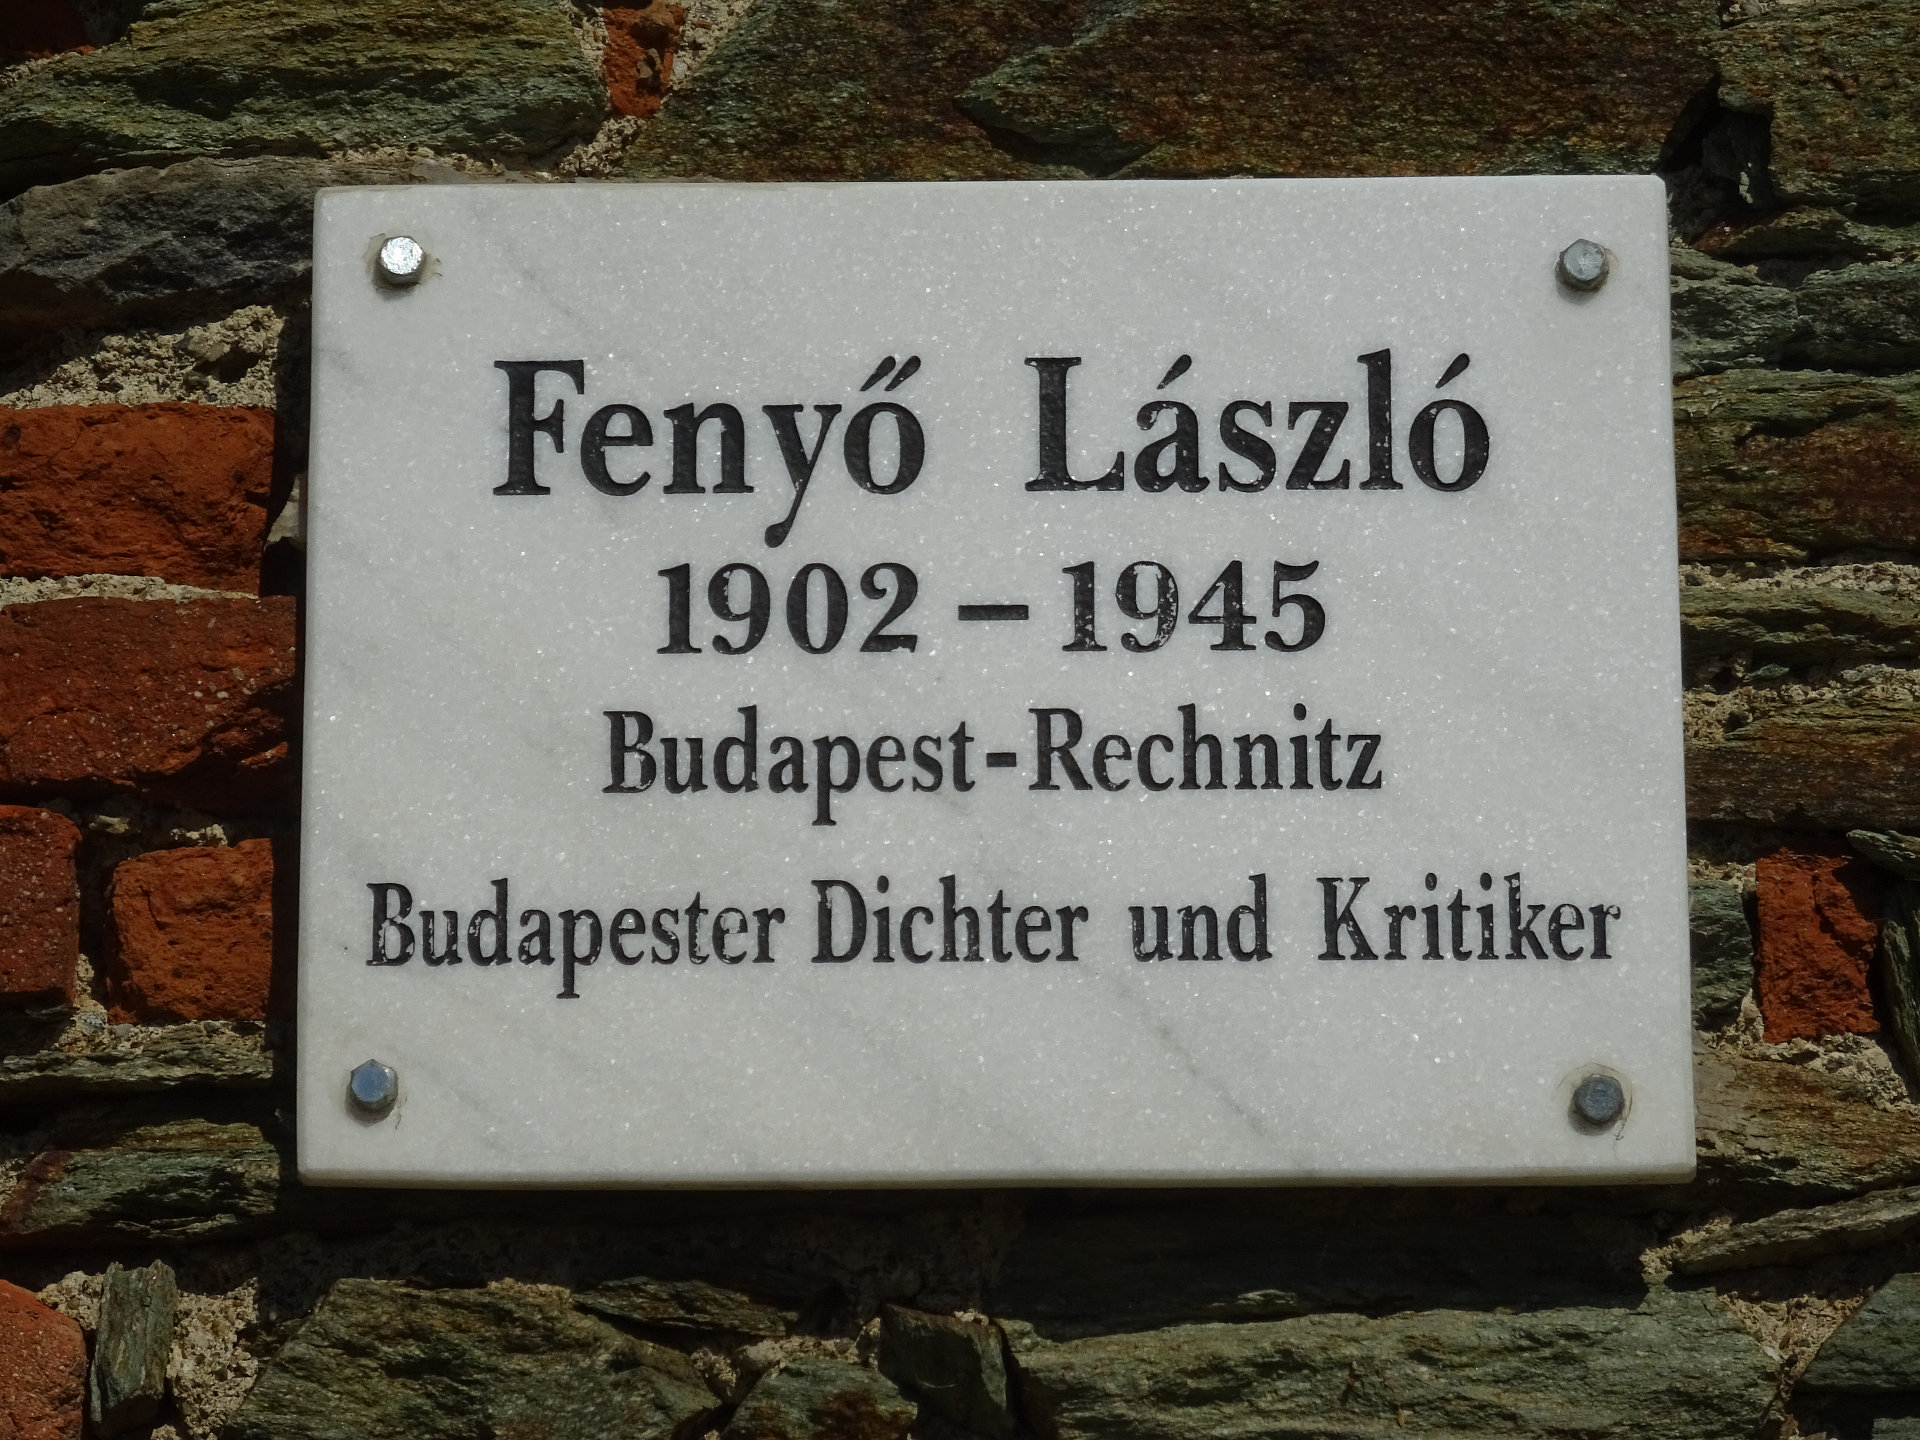 Fenyő László
1902 – 1945
Budapest-Rechnitz
Budapester Dichter und Kritiker